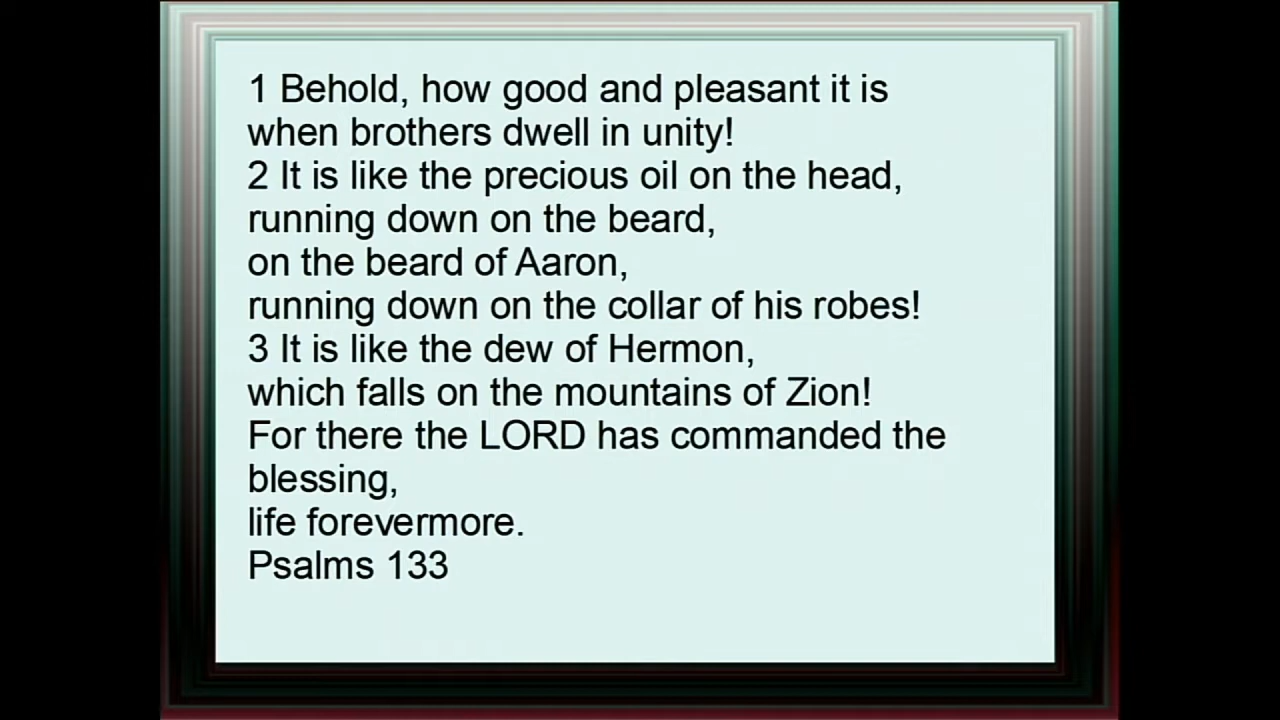 1 Behold, how good and pleasant it is
when brothers dwell in unity!
2 It is like the precious oil on the head,
running down on the beard,
on the beard of Aaron,
running down on the collar of his robes!
3 It is like the dew of Hermon,
which falls on the mountains of Zion!
For there the LORD has commanded the
blessing,
life forevermore.
Psalms 133